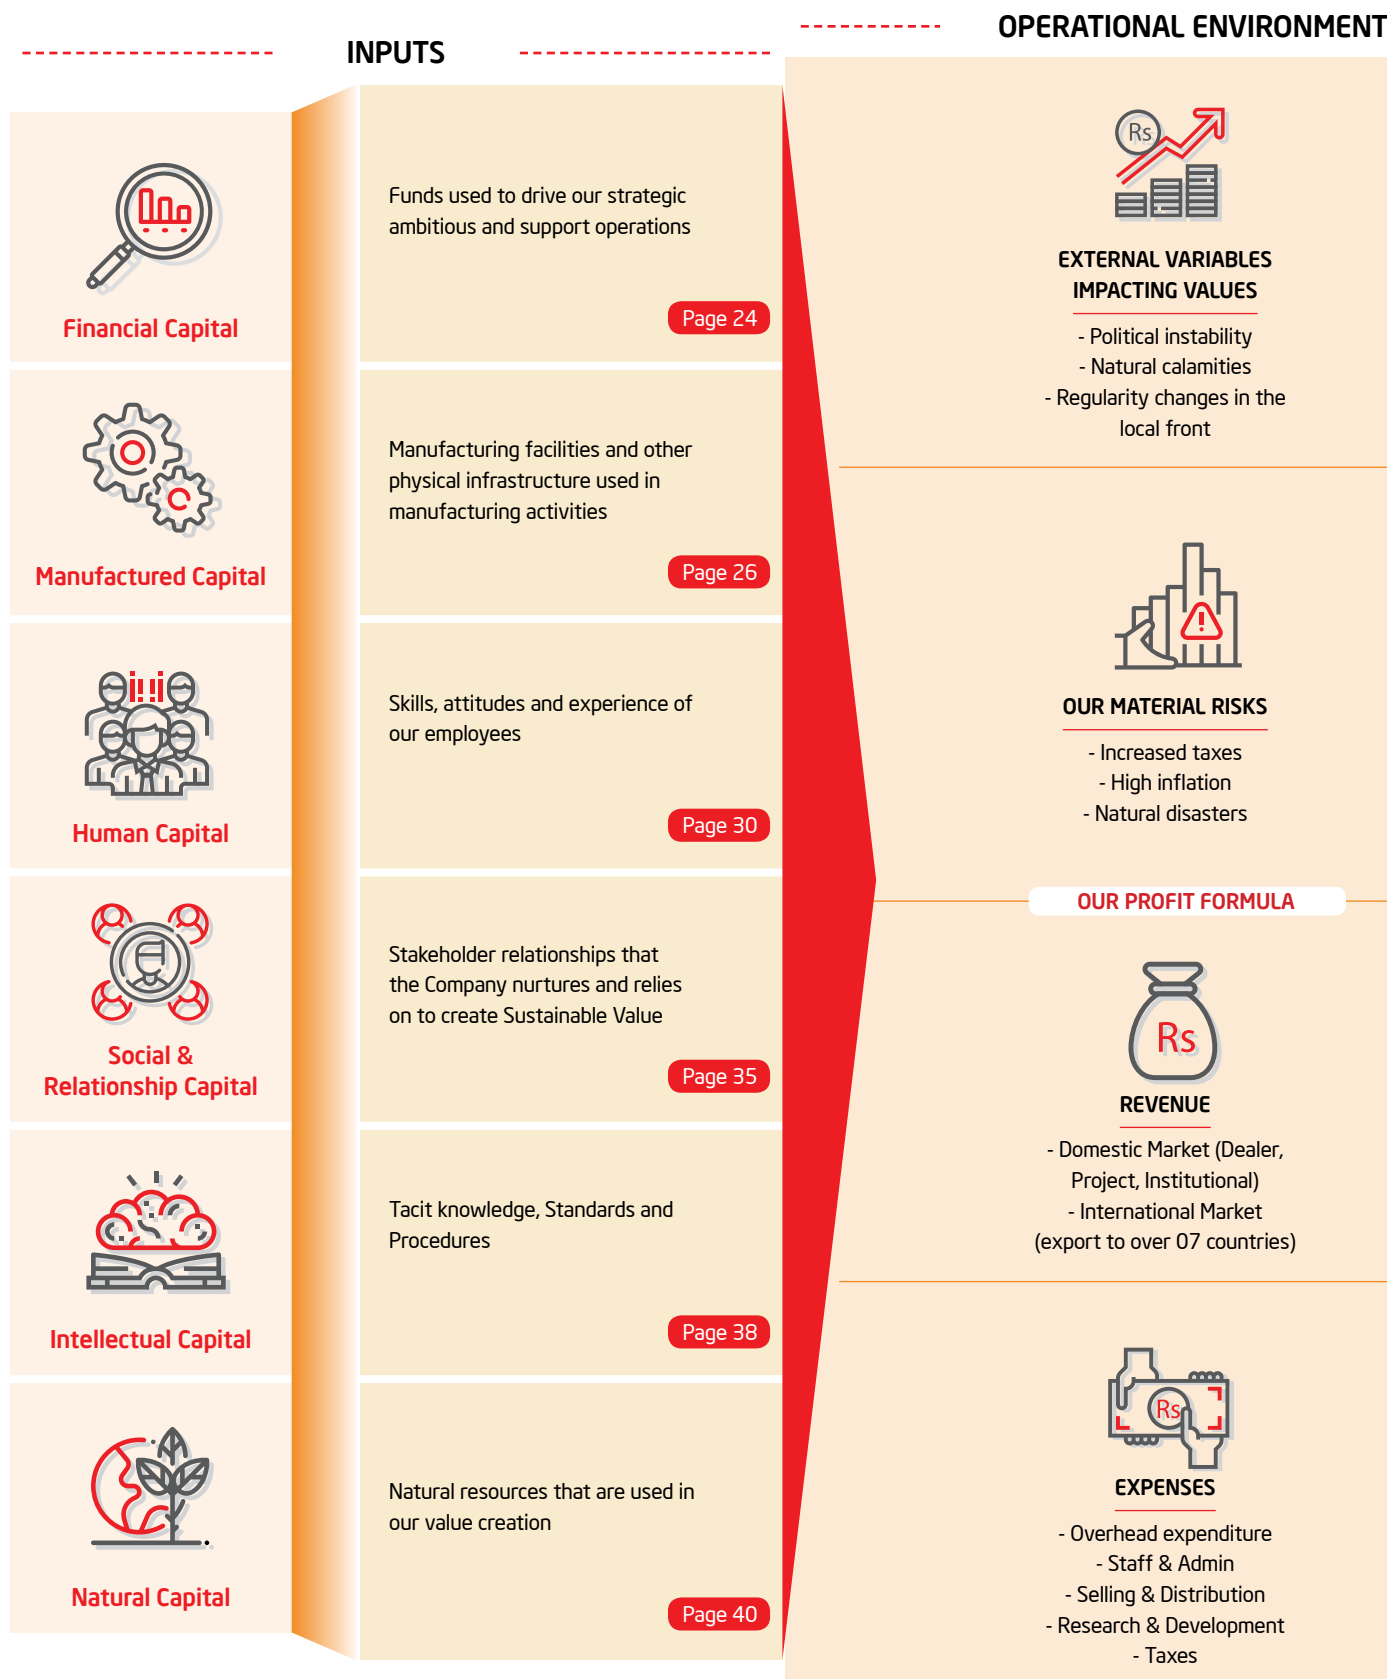 INPUTS
Financial Capital
Funds used to drive our strategic
ambitious and support operations
Page 24
Manufactured Capital
Manufacturing facilities and other
physical infrastructure used in
manufacturing activities
Page 26
Human Capital
Skills, attitudes and experience of
our employees
Page 30
Social &
Relationship Capital
Stakeholder relationships that
the Company nurtures and relies
on to create Sustainable Value
Page 35
Intellectual Capital
Tacit knowledge, Standards and
Procedures
Page 38
Natural Capital
Natural resources that are used in
our value creation
Page 40
OPERATIONAL ENVIRONMENT
Rs
EXTERNAL VARIABLES
IMPACTING VALUES
- Political instability
- Natural calamities
- Regularity changes in the
local front
OUR MATERIAL RISKS
- Increased taxes
- High inflation
- Natural disasters
OUR PROFIT FORMULA
Rs
REVENUE
- Domestic Market (Dealer,
Project, Institutional)
- International Market
(export to over 07 countries)
Rs
EXPENSES
- Overhead expenditure
- Staff & Admin
- Selling & Distribution
- Research & Development
- Taxes